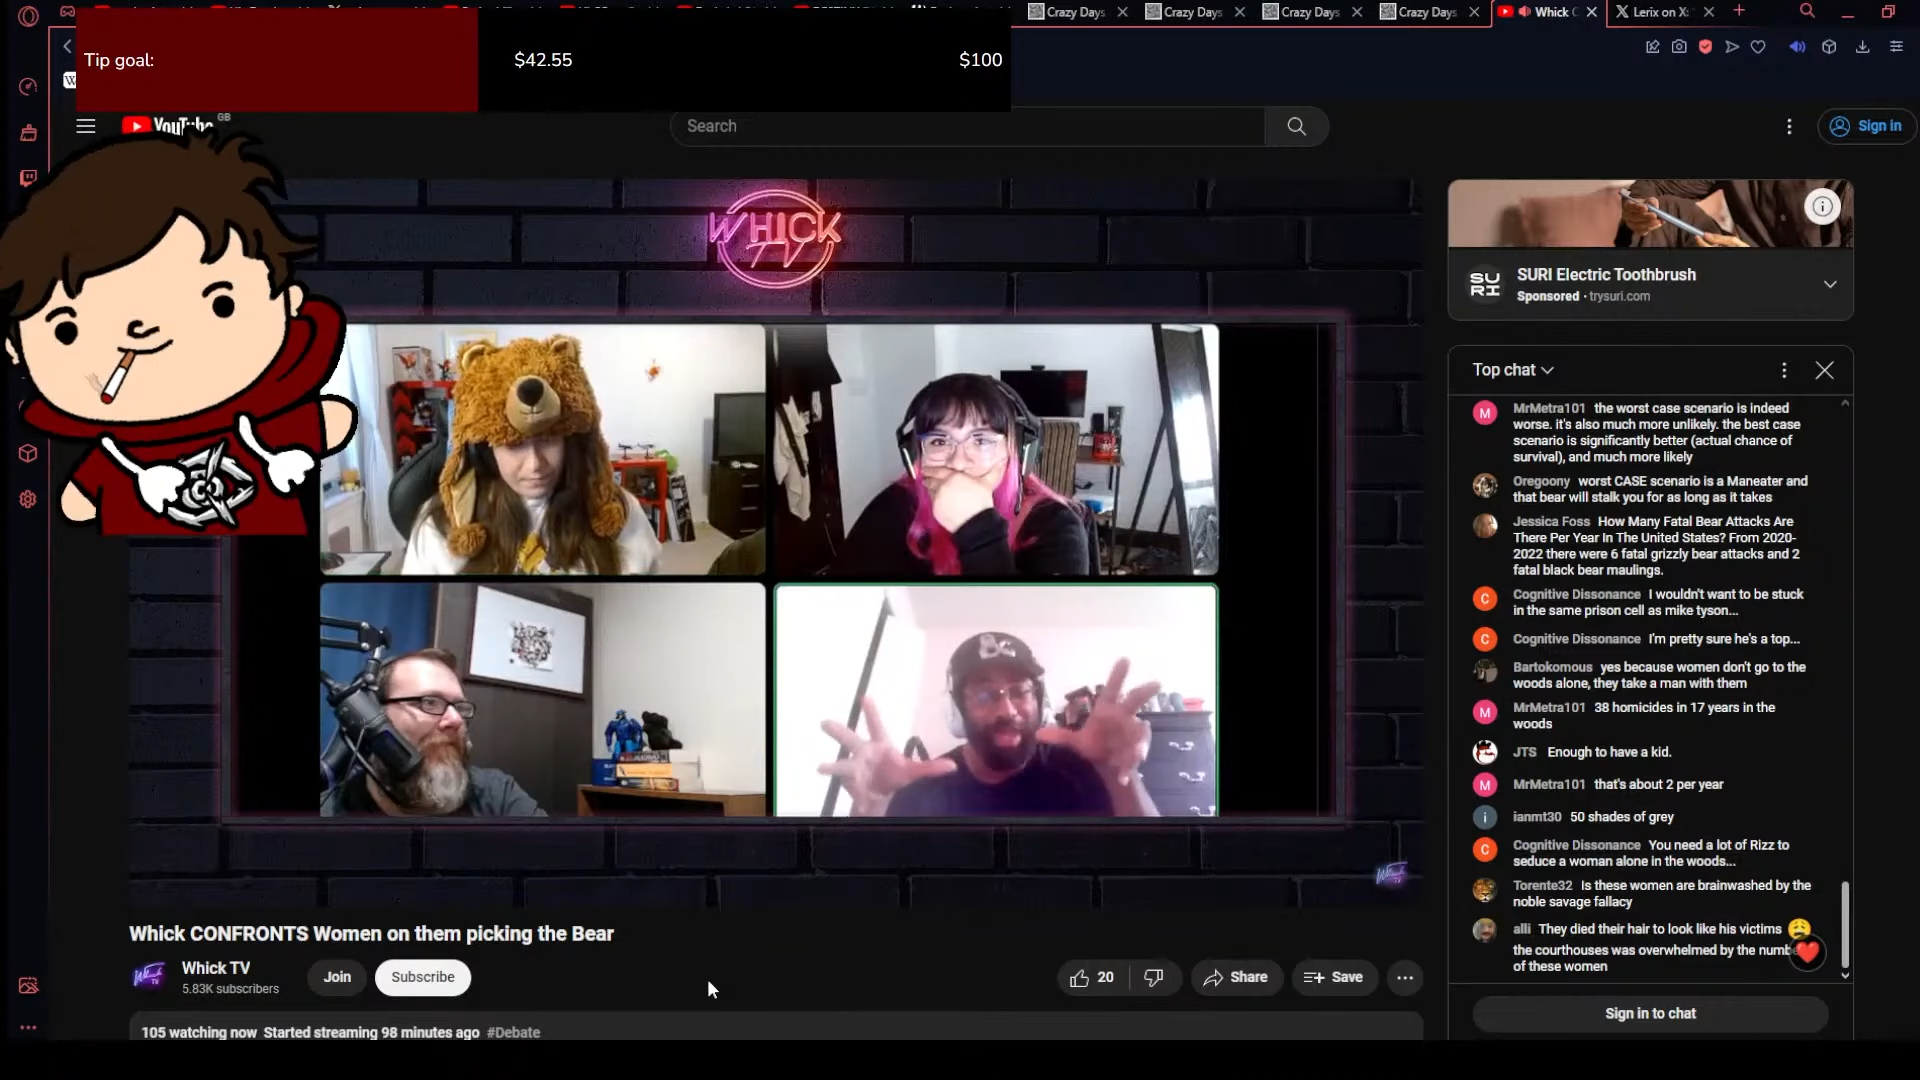 Crazy Days
Crazy Days
Crazy Days
Crazy Days
Whick C
Lerix on X:
Tip goal:
$42.55
$100
YouTube
GB
Search
Sign in
WHICK
TV
SURI Electric Toothbrush
SU
RI
Sponsored · trysuri.com
Top chat
MrMetra101 the worst case scenario is indeed
worse. it's also much more unlikely. the best case
scenario is significantly better (actual chance of
survival), and much more likely
Oregoony worst CASE scenario is a Maneater and
that bear will stalk you for as long as it takes
Jessica Foss How Many Fatal Bear Attacks Are
There Per Year In The United States? From 2020-
2022 there were 6 fatal grizzly bear attacks and 2
fatal black bear maulings.
Cognitive Dissonance I wouldn't want to be stuck
in the same prison cell as mike tyson...
Cognitive Dissonance I'm pretty sure he's a top...
Bartokomous yes because women don't go to the
woods alone, they take a man with them
MrMetra101 38 homicides in 17 years in the
woods
JTS Enough to have a kid.
MrMetra101 that's about 2 per year
ianmt30 50 shades of grey
Cognitive Dissonance You need a lot of Rizz to
seduce a woman alone in the woods...
Torente32 Is these women are brainwashed by the
noble savage fallacy
alli They died their hair to look like his victims
the courthouses was overwhelmed by the numb
of these women
Sign in to chat
Whick CONFRONTS Women on them picking the Bear
Whick TV
5.83K subscribers
Join
Subscribe
20
Share
Save
105 watching now Started streaming 98 minutes ago #Debate